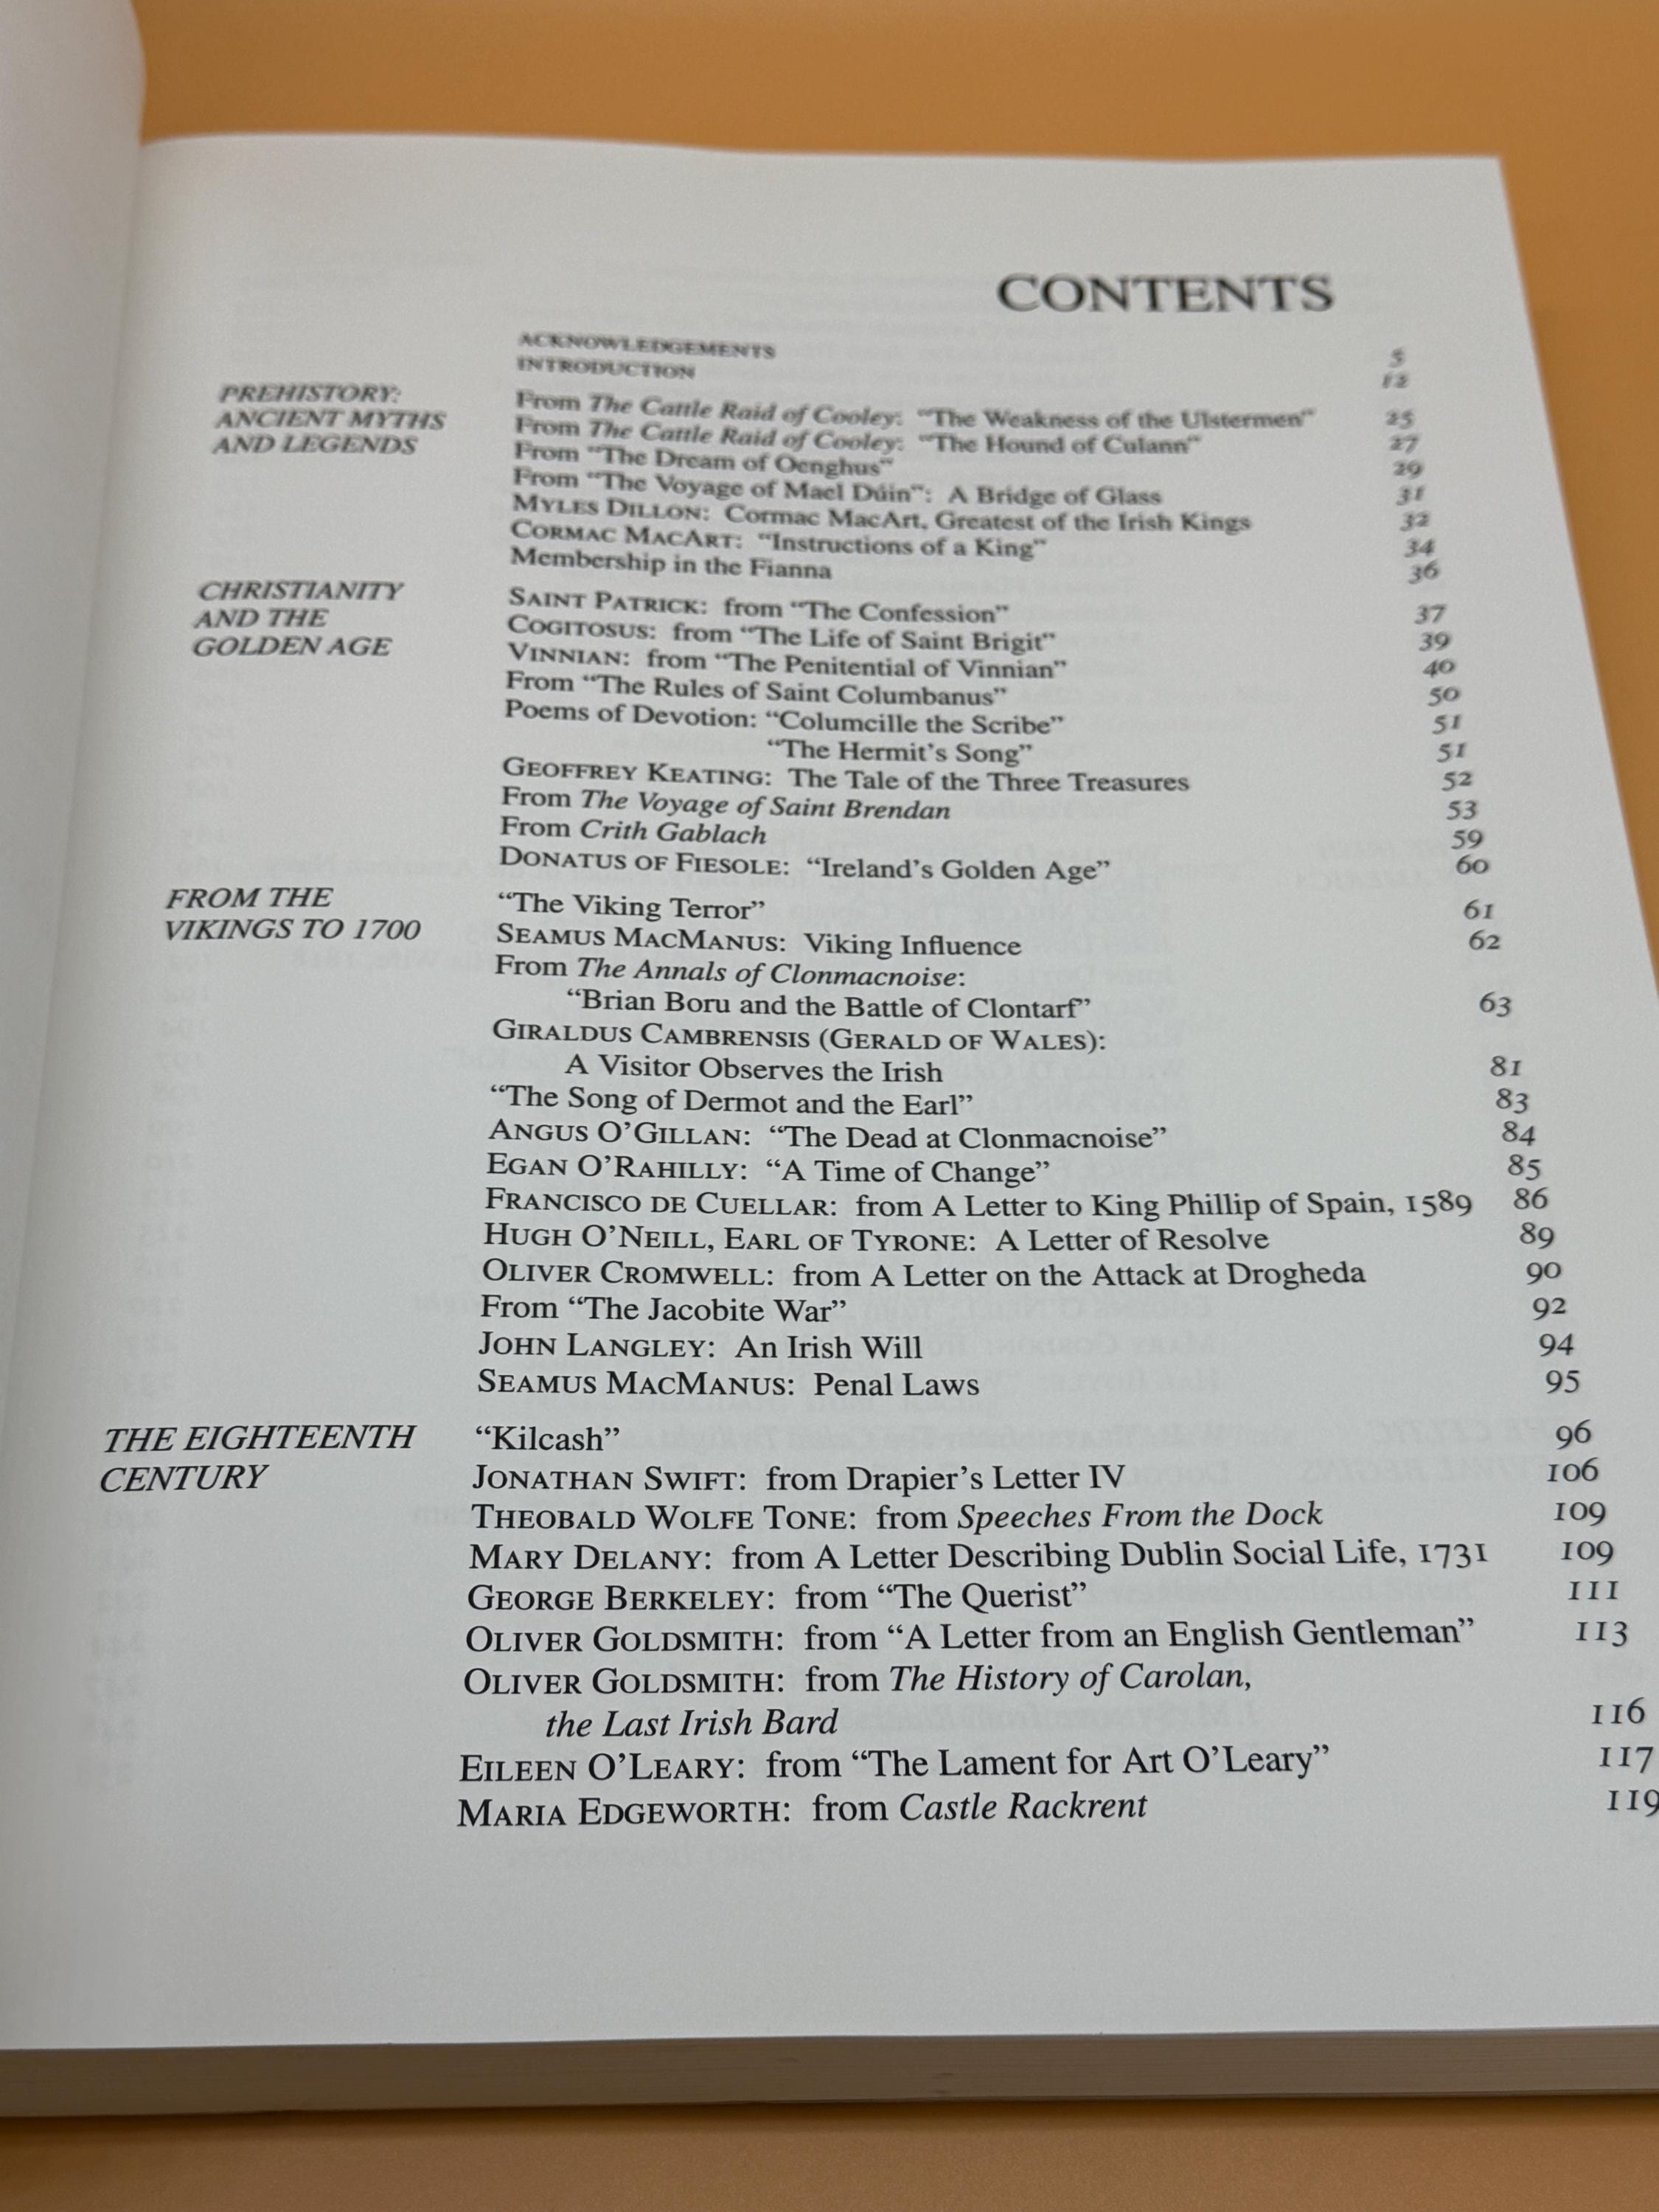 CONTENTS
ACKNOWLEDGEMENTS 5
INTRODUCTION 12
PREHISTORY:
ANCIENT MYTHS
AND LEGENDS
From The Cattle Raid of Cooley: “The Weakness of the Ulstermen” 25
From The Cattle Raid of Cooley: “The Hound of Culann” 27
From “The Dream of Oenghus” 29
From “The Voyage of Mael Dúin”: A Bridge of Glass 31
MYLES DILLON: Cormac MacArt, Greatest of the Irish Kings 32
CORMAC MACART: “Instructions of a King” 34
Membership in the Fianna 36
CHRISTIANITY
AND THE
GOLDEN AGE
SAINT PATRICK: from “The Confession” 37
COGITOSUS: from “The Life of Saint Brigit” 39
VINNIAN: from “The Penitential of Vinnian” 40
From “The Rules of Saint Columbanus” 50
Poems of Devotion: “Columcille the Scribe” 51
“The Hermit’s Song” 51
GEOFFREY KEATING: The Tale of the Three Treasures 52
From The Voyage of Saint Brendan 53
From Crith Gablach 59
DONATUS OF FIESOLE: “Ireland’s Golden Age” 60
FROM THE
VIKINGS TO 1700
“The Viking Terror” 61
SEAMUS MACMANUS: Viking Influence 62
From The Annals of Clonmacnoise:
“Brian Boru and the Battle of Clontarf” 63
GIRALDUS CAMBRENSIS (GERALD OF WALES):
A Visitor Observes the Irish 81
“The Song of Dermot and the Earl” 83
ANGUS O’GILLAN: “The Dead at Clonmacnoise” 84
EGAN O’RAHILLY: “A Time of Change” 85
FRANCISCO DE CUELLAR: from A Letter to King Phillip of Spain, 1589 86
HUGH O’NEILL, EARL OF TYRONE: A Letter of Resolve 89
OLIVER CROMWELL: from A Letter on the Attack at Drogheda 90
From “The Jacobite War” 92
JOHN LANGLEY: An Irish Will 94
SEAMUS MACMANUS: Penal Laws 95
THE EIGHTEENTH
CENTURY
“Kilcash” 96
JONATHAN SWIFT: from Drapier’s Letter IV 106
THEOBALD WOLFE TONE: from Speeches From the Dock 109
MARY DELANY: from A Letter Describing Dublin Social Life, 1731 109
GEORGE BERKELEY: from “The Querist” 111
OLIVER GOLDSMITH: from “A Letter from an English Gentleman” 113
OLIVER GOLDSMITH: from The History of Carolan,
the Last Irish Bard 116
EILEEN O’LEARY: from “The Lament for Art O’Leary” 117
MARIA EDGEWORTH: from Castle Rackrent 119